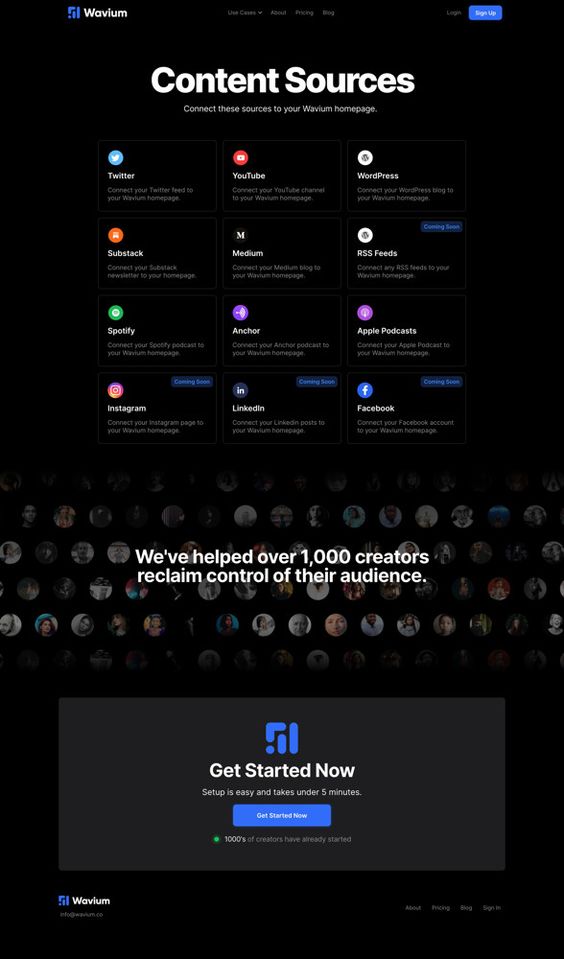 Wavium
Use Cases
About
Pricing
Blog
Login
Sign Up
Content Sources
Connect these sources to your Wavium homepage.
Twitter
Connect your Twitter feed to
your Wavium homepage.
YouTube
Connect your YouTube channel
to your Wavium homepage.
WordPress
Connect your WordPress blog to
your Wavium homepage.
Substack
Connect your Substack
newsletter to your homepage.
Medium
Connect your Medium blog to
your Wavium homepage.
Coming Soon
RSS Feeds
Connect any RSS feeds to your
Wavium homepage.
Spotify
Connect your Spotify podcast to
your Wavium homepage.
Anchor
Connect your Anchor podcast to
your Wavium homepage.
Apple Podcasts
Connect your Apple Podcast to
your Wavium homepage.
Coming Soon
Instagram
Connect your Instagram page to
your Wavium homepage.
Coming Soon
LinkedIn
Connect your Linkedin posts to
your Wavium homepage.
Coming Soon
Facebook
Connect your Facebook account
to your Wavium homepage.
We've helped over 1,000 creators
reclaim control of their audience.
Get Started Now
Setup is easy and takes under 5 minutes.
Get Started Now
1000's of creators have already started
Wavium
info@wavium.co
About
Pricing
Blog
Sign In